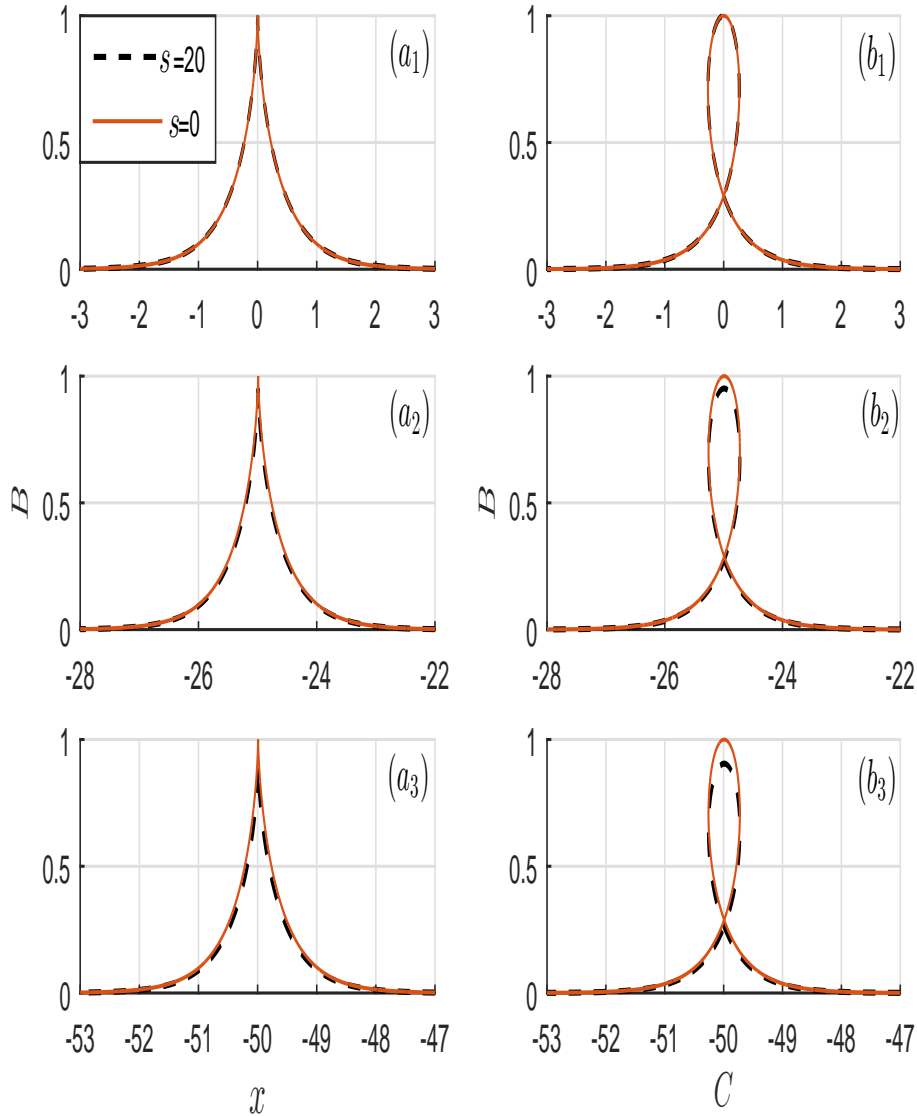 1 (a1) 1 (b1)
s=20
s=0
0.5 0.5
0 0
-3 -2 -1 0 1 2 3 -3 -2 -1 0 1 2 3
1 (a2) 1 (b2)
B 0.5 B 0.5
0 0
-28 -26 -24 -22 -28 -26 -24 -22
1 (a3) 1 (b3)
0.5 0.5
0 0
-53 -52 -51 -50 -49 -48 -47 -53 -52 -51 -50 -49 -48 -47
x C